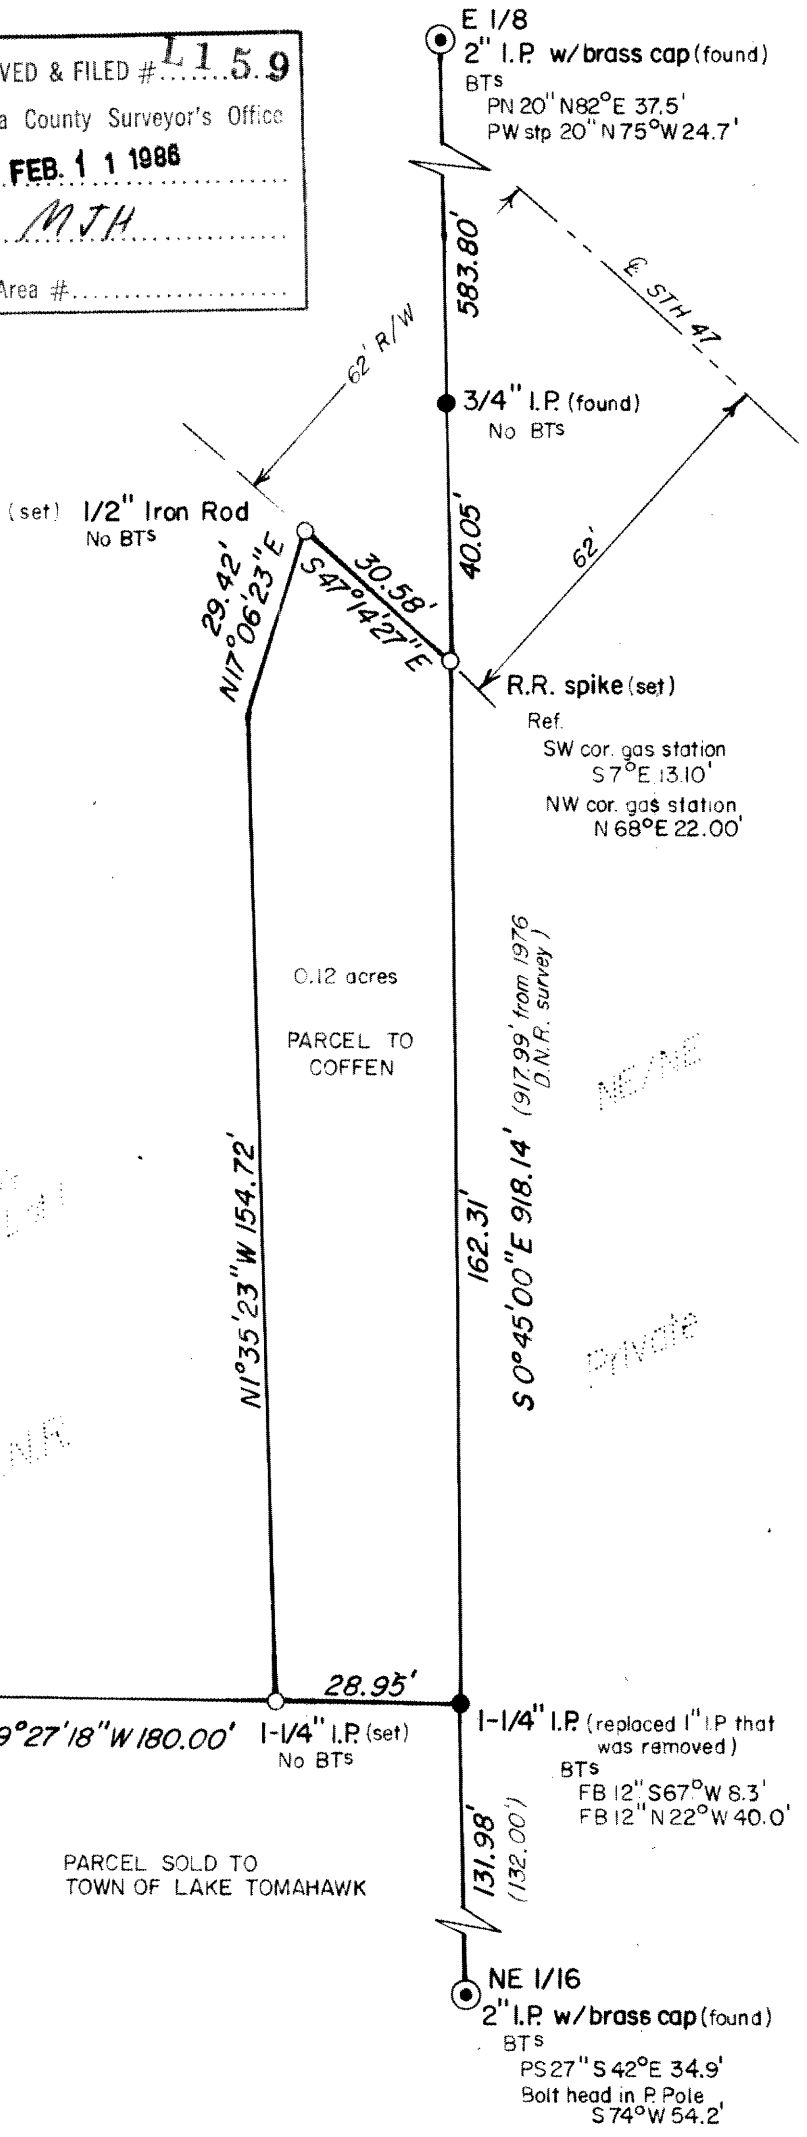 E 1/8
2" I.P. w/brass cap (found)
BTs
PN 20" N82°E 37.5'
PW stp 20" N75°W 24.7'
VED & FILED # L159
a County Surveyor's Office
FEB. 11 1986
MJH
Area #
583.80'
℄ STH 47
62' R/W
3/4" I.P. (found)
No BTs
(set) 1/2" Iron Rod
No BTs
40.05'
62'
29.42'
N17°06'23"E
30.58'
S47°14'27"E
R.R. spike (set)
Ref.
SW cor. gas station
S7°E 13.10'
NW cor. gas station
N68°E 22.00'
0.12 acres
PARCEL TO
COFFEN
(917.99' from 1976
D.N.R. survey)
NE/NE
N1°35'23"W 154.72'
162.31'
S0°45'00"E 918.14'
Private
N.R.
28.95'
9°27'18"W 180.00'
1-1/4" I.P. (set)
No BTs
1-1/4" I.P. (replaced 1" I.P. that
was removed)
BTs
FB 12" S67°W 8.3'
FB 12" N22°W 40.0'
131.98'
(132.00')
PARCEL SOLD TO
TOWN OF LAKE TOMAHAWK
NE 1/16
2" I.P. w/brass cap (found)
BTs
PS 27" S42°E 34.9'
Bolt head in P. Pole
S74°W 54.2'